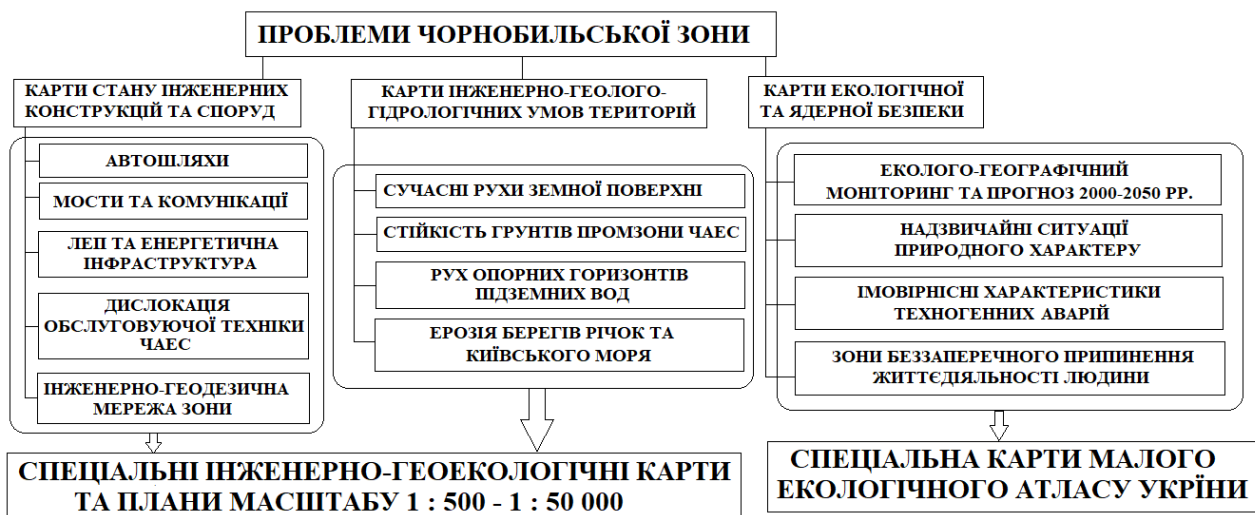 ПРОБЛЕМИ ЧОРНОБИЛЬСЬКОЇ ЗОНИ
КАРТИ СТАНУ ІНЖЕНЕРНИХ
КОНСТРУКЦІЙ ТА СПОРУД
АВТОШЛЯХИ
МОСТИ ТА КОМУНІКАЦІЇ
ЛЕП ТА ЕНЕРГЕТИЧНА
ІНФРАСТРУКТУРА
ДИСЛОКАЦІЯ
ОБСЛУГОВУЮЧОЇ ТЕХНІКИ
ЧАЕС
ІНЖЕНЕРНО-ГЕОДЕЗИЧНА
МЕРЕЖА ЗОНИ
КАРТИ ІНЖЕНЕРНО-ГЕОЛОГО-
ГІДРОЛОГІЧНИХ УМОВ ТЕРИТОРІЙ
СУЧАСНІ РУХИ ЗЕМНОЇ ПОВЕРХНІ
СТІЙКІСТЬ ГРУНТІВ ПРОМЗОНИ ЧАЕС
РУХ ОПОРНИХ ГОРИЗОНТІВ
ПІДЗЕМНИХ ВОД
ЕРОЗІЯ БЕРЕГІВ РІЧОК ТА
КИЇВСЬКОГО МОРЯ
КАРТИ ЕКОЛОГІЧНОЇ
ТА ЯДЕРНОЇ БЕЗПЕКИ
ЕКОЛОГО-ГЕОГРАФІЧНИЙ
МОНІТОРИНГ ТА ПРОГНОЗ 2000-2050 РР.
НАДЗВИЧАЙНІ СИТУАЦІЇ
ПРИРОДНОГО ХАРАКТЕРУ
ІМОВІРНІСНІ ХАРАКТЕРИСТИКИ
ТЕХНОГЕННИХ АВАРІЙ
ЗОНИ БЕЗЗАПЕРЕЧНОГО ПРИПИНЕННЯ
ЖИТТЄДІЯЛЬНОСТІ ЛЮДИНИ
СПЕЦІАЛЬНІ ІНЖЕНЕРНО-ГЕОЕКОЛОГІЧНІ КАРТИ
ТА ПЛАНИ МАСШТАБУ 1 : 500 - 1 : 50 000
СПЕЦІАЛЬНА КАРТИ МАЛОГО
ЕКОЛОГІЧНОГО АТЛАСУ УКРЇНИ